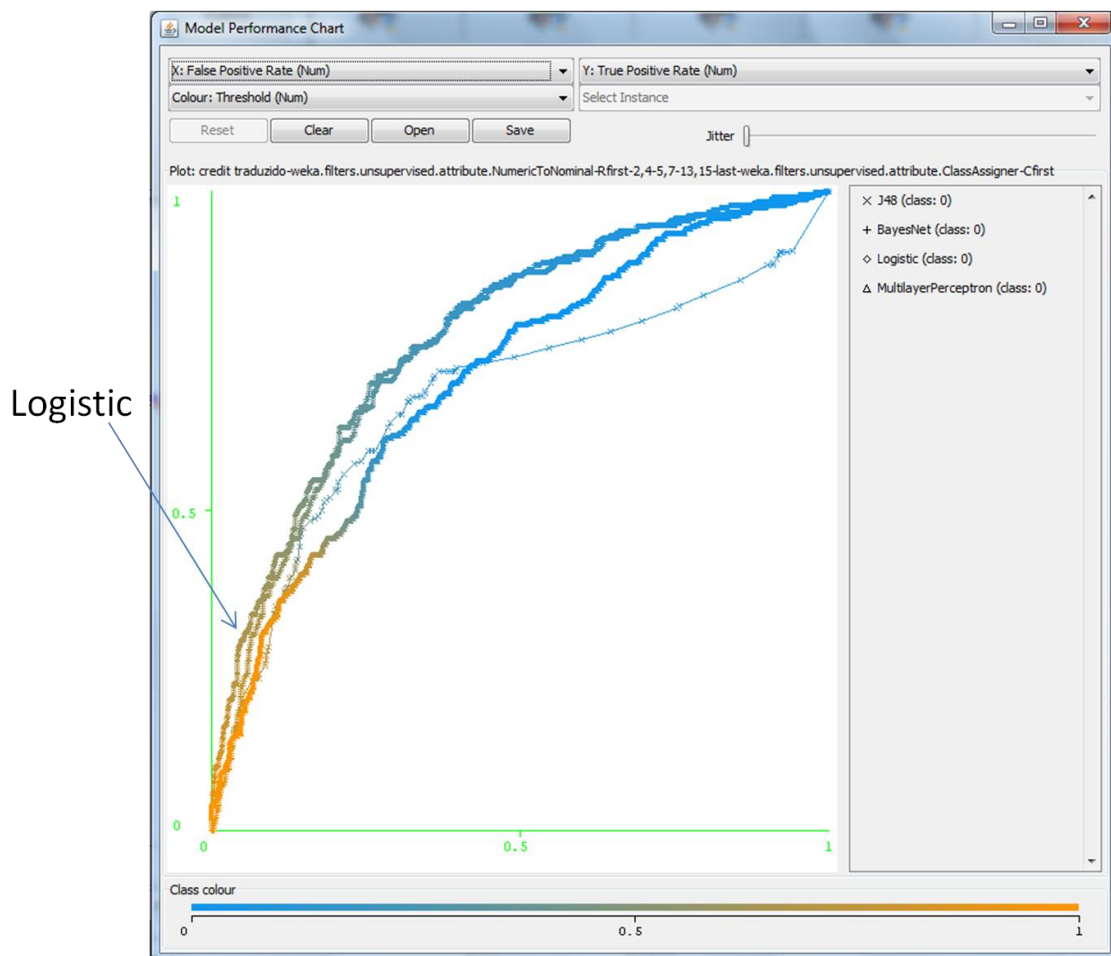 Model Performance Chart
X: False Positive Rate (Num)
Y: True Positive Rate (Num)
Colour: Threshold (Num)
Select Instance
Reset
Clear
Open
Save
Jitter
Plot: credit traduzido-weka.filters.unsupervised.attribute.NumericToNominal-Rfirst-2,4-5,7-13,15-last-weka.filters.unsupervised.attribute.ClassAssigner-Cfirst
1
J48 (class: 0)
BayesNet (class: 0)
Logistic (class: 0)
MultilayerPerceptron (class: 0)
Logistic
0.5
0
0
0.5
1
Class colour
0
0.5
1